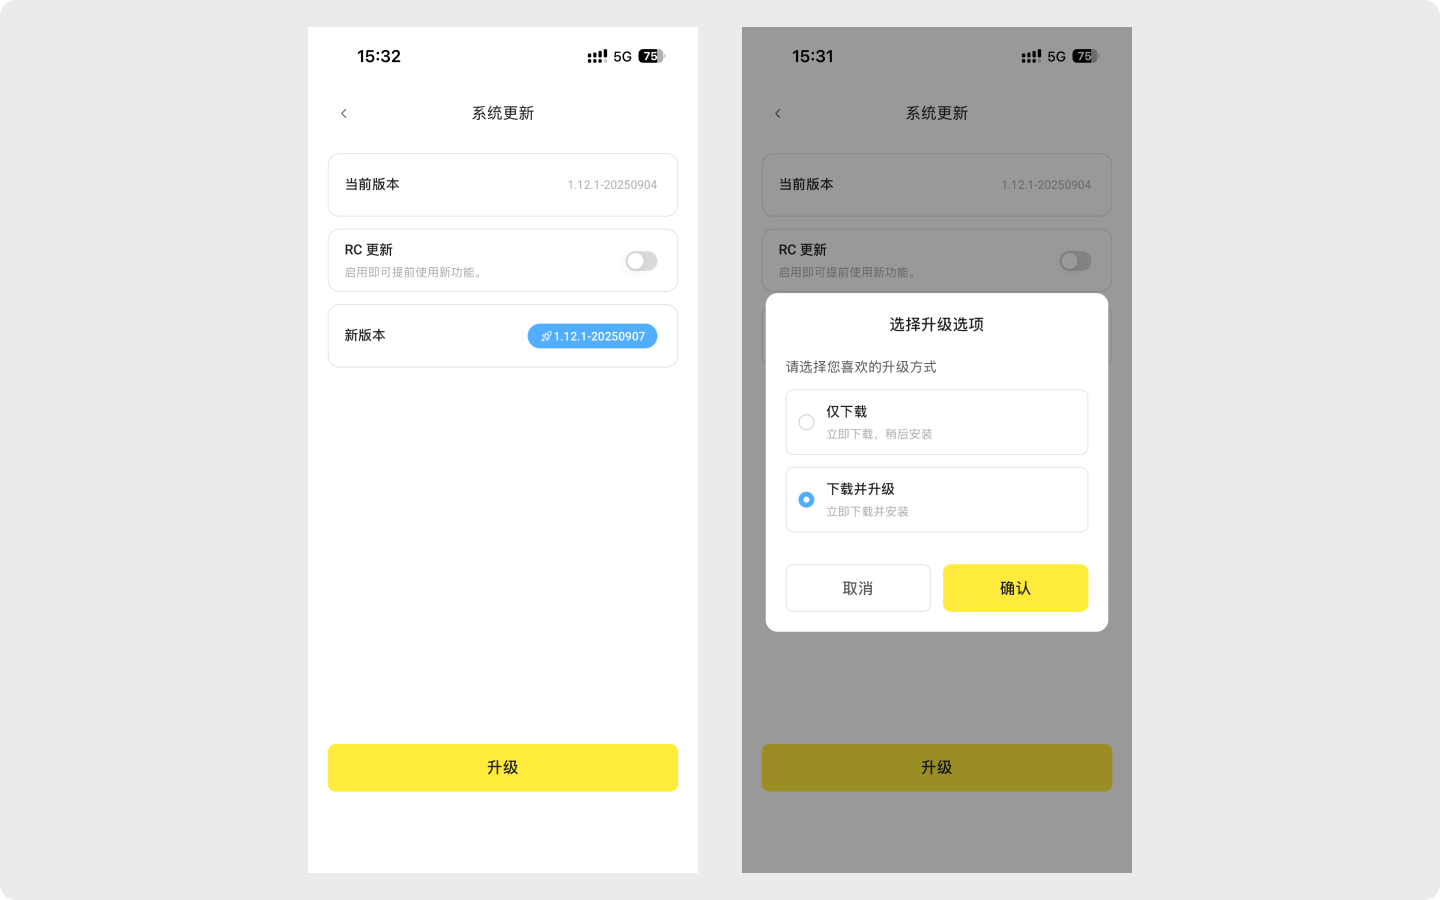 15:32
5G 75
系统更新
当前版本
1.12.1-20250904
RC 更新
启用即可提前使用新功能。
新版本
1.12.1-20250907
升级
15:31
5G 75
系统更新
当前版本
1.12.1-20250904
RC 更新
启用即可提前使用新功能。
选择升级选项
请选择您喜欢的升级方式
仅下载
立即下载，稍后安装
下载并升级
立即下载并安装
取消
确认
升级